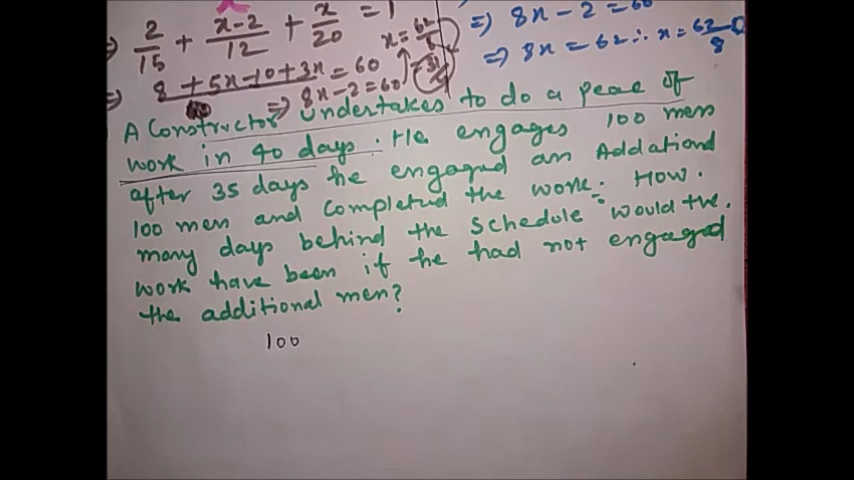 2/15 + x-2/12 + x/20 = 1
⇒ 8 + 5x-10+3x = 60
⇒ 8x-2=60
x = 62/8
⇒ 8x - 2 = 60
⇒ 8x = 62 ∴ x = 62/8
A Constructor undertakes to do a peac of
work in 40 days. He engages 100 men
after 35 days he engaged an Addationd
100 men and completed the work. How.
many days behind the schedule would the.
work have been if he had not engaged
the additional men?
100